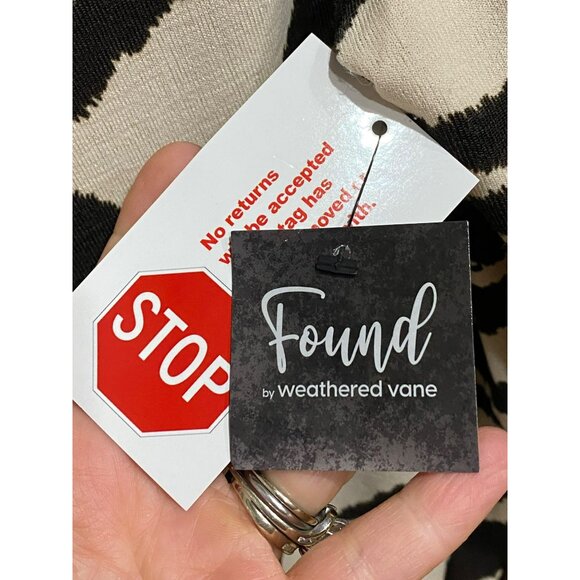 No returns
be accepted
tag has
STOP
Found
by weathered vane